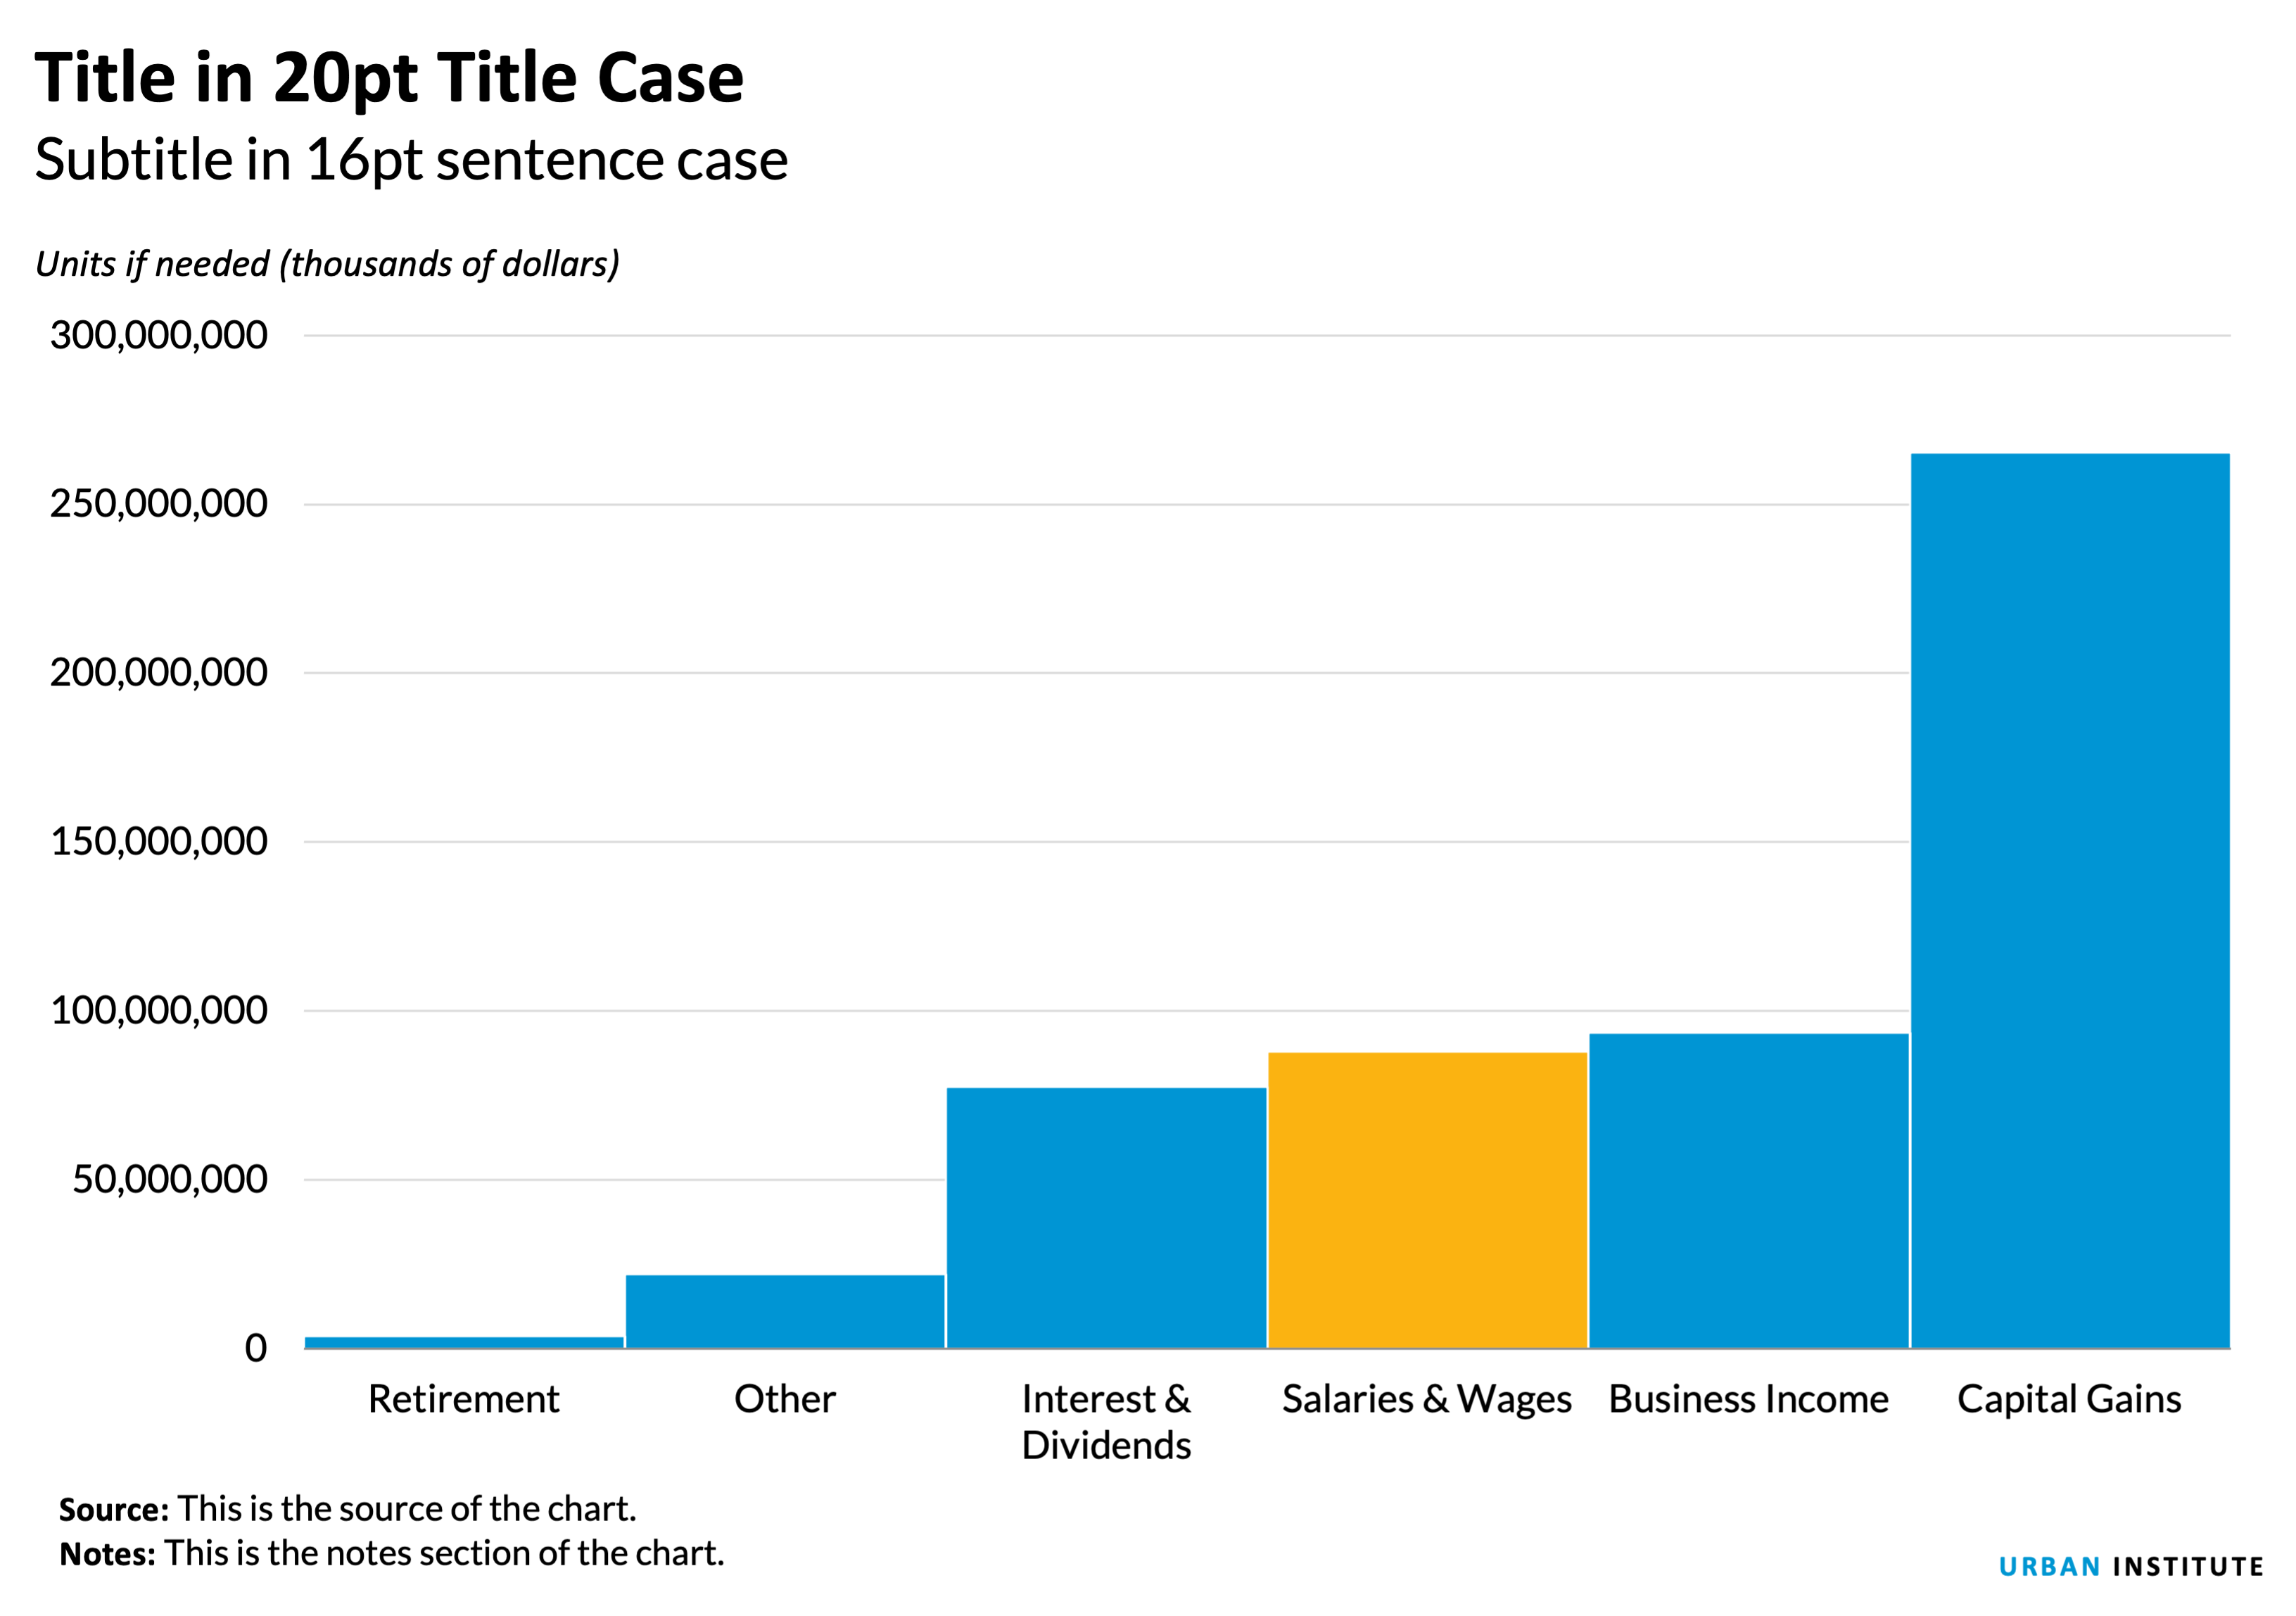 Title in 20pt Title Case
Subtitle in 16pt sentence case
Units if needed (thousands of dollars)
300,000,000
250,000,000
200,000,000
150,000,000
100,000,000
50,000,000
0
Retirement
Other
Interest &
Dividends
Salaries & Wages
Business Income
Capital Gains
Source: This is the source of the chart.
Notes: This is the notes section of the chart.
URBAN INSTITUTE